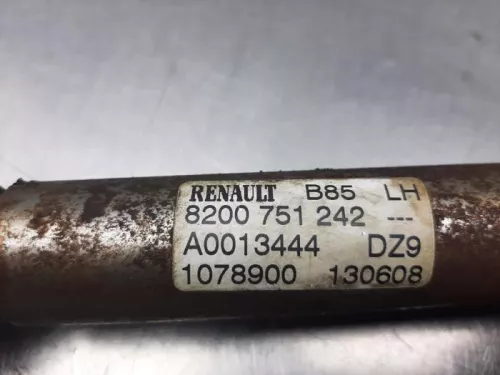 RENAULT B85 LH
8200 751 242 ---
A0013444 DZ9
1078900 130608